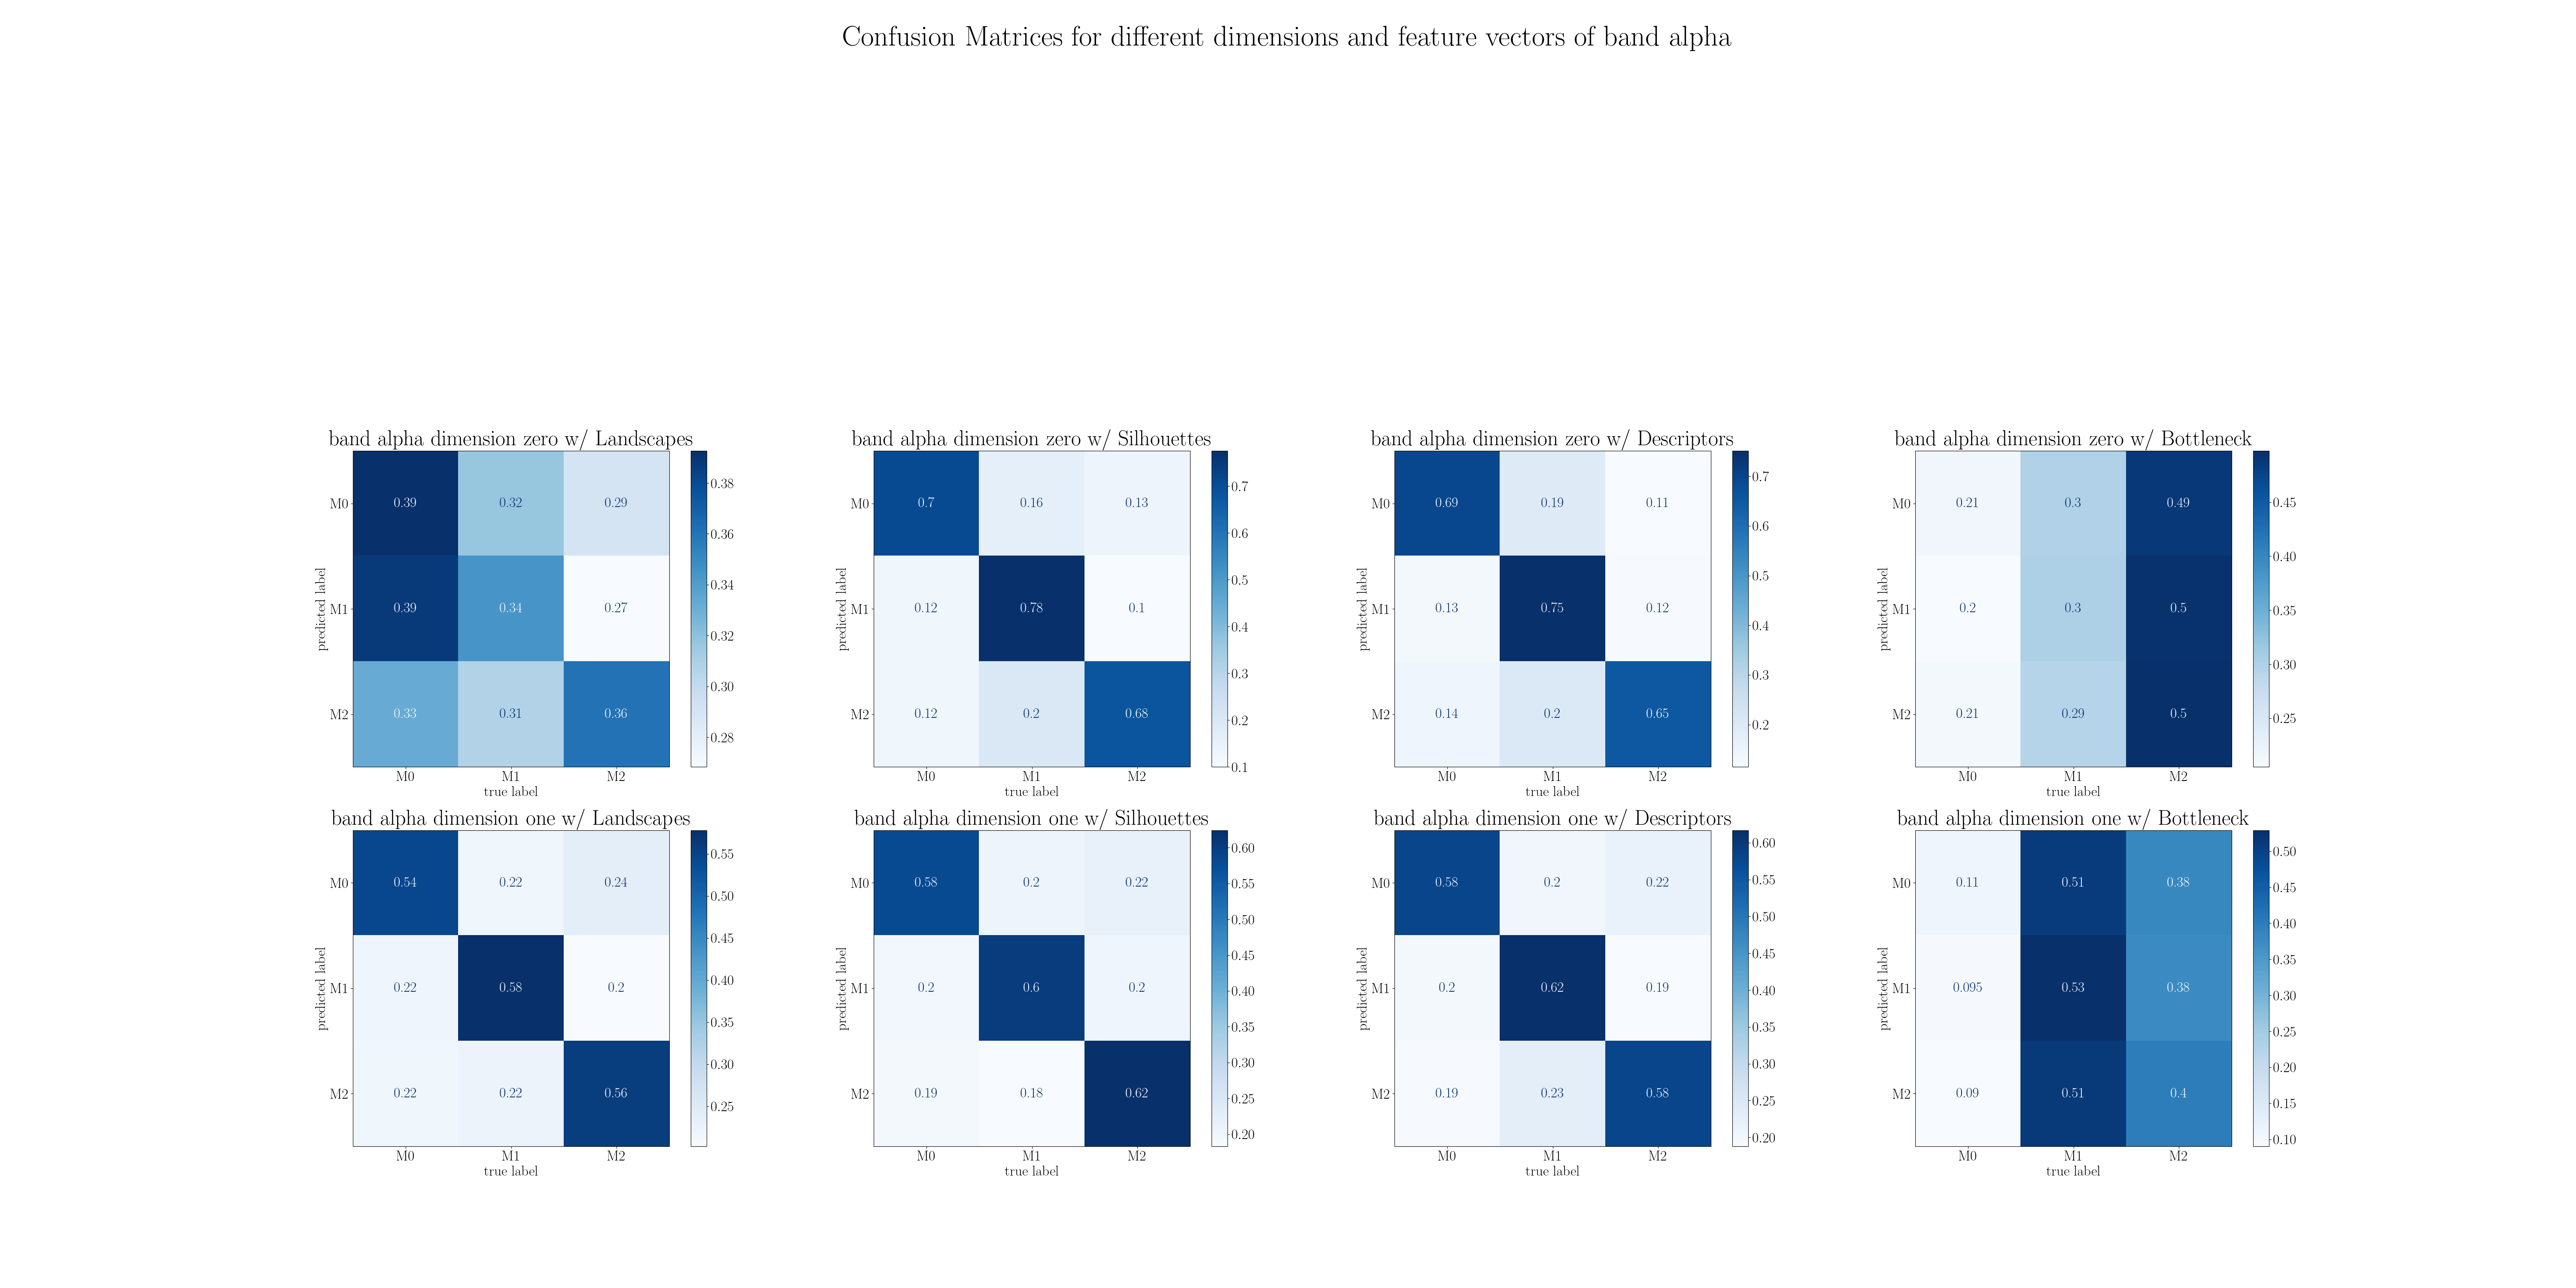 Confusion Matrices for different dimensions and feature vectors of band alpha
band alpha dimension zero w/ Landscapes
predicted label
M0 0.39 0.32 0.29
M1 0.39 0.34 0.27
M2 0.33 0.31 0.36
M0 M1 M2
true label
0.38
0.36
0.34
0.32
0.30
0.28
band alpha dimension zero w/ Silhouettes
predicted label
M0 0.7 0.16 0.13
M1 0.12 0.78 0.1
M2 0.12 0.2 0.68
M0 M1 M2
true label
0.7
0.6
0.5
0.4
0.3
0.2
0.1
band alpha dimension zero w/ Descriptors
predicted label
M0 0.69 0.19 0.11
M1 0.13 0.75 0.12
M2 0.14 0.2 0.65
M0 M1 M2
true label
0.7
0.6
0.5
0.4
0.3
0.2
band alpha dimension zero w/ Bottleneck
predicted label
M0 0.21 0.3 0.49
M1 0.2 0.3 0.5
M2 0.21 0.29 0.5
M0 M1 M2
true label
0.45
0.40
0.35
0.30
0.25
band alpha dimension one w/ Landscapes
predicted label
M0 0.54 0.22 0.24
M1 0.22 0.58 0.2
M2 0.22 0.22 0.56
M0 M1 M2
true label
0.55
0.50
0.45
0.40
0.35
0.30
0.25
band alpha dimension one w/ Silhouettes
predicted label
M0 0.58 0.2 0.22
M1 0.2 0.6 0.2
M2 0.19 0.18 0.62
M0 M1 M2
true label
0.60
0.55
0.50
0.45
0.40
0.35
0.30
0.25
0.20
band alpha dimension one w/ Descriptors
predicted label
M0 0.58 0.2 0.22
M1 0.2 0.62 0.19
M2 0.19 0.23 0.58
M0 M1 M2
true label
0.60
0.55
0.50
0.45
0.40
0.35
0.30
0.25
0.20
band alpha dimension one w/ Bottleneck
predicted label
M0 0.11 0.51 0.38
M1 0.095 0.53 0.38
M2 0.09 0.51 0.4
M0 M1 M2
true label
0.50
0.45
0.40
0.35
0.30
0.25
0.20
0.15
0.10